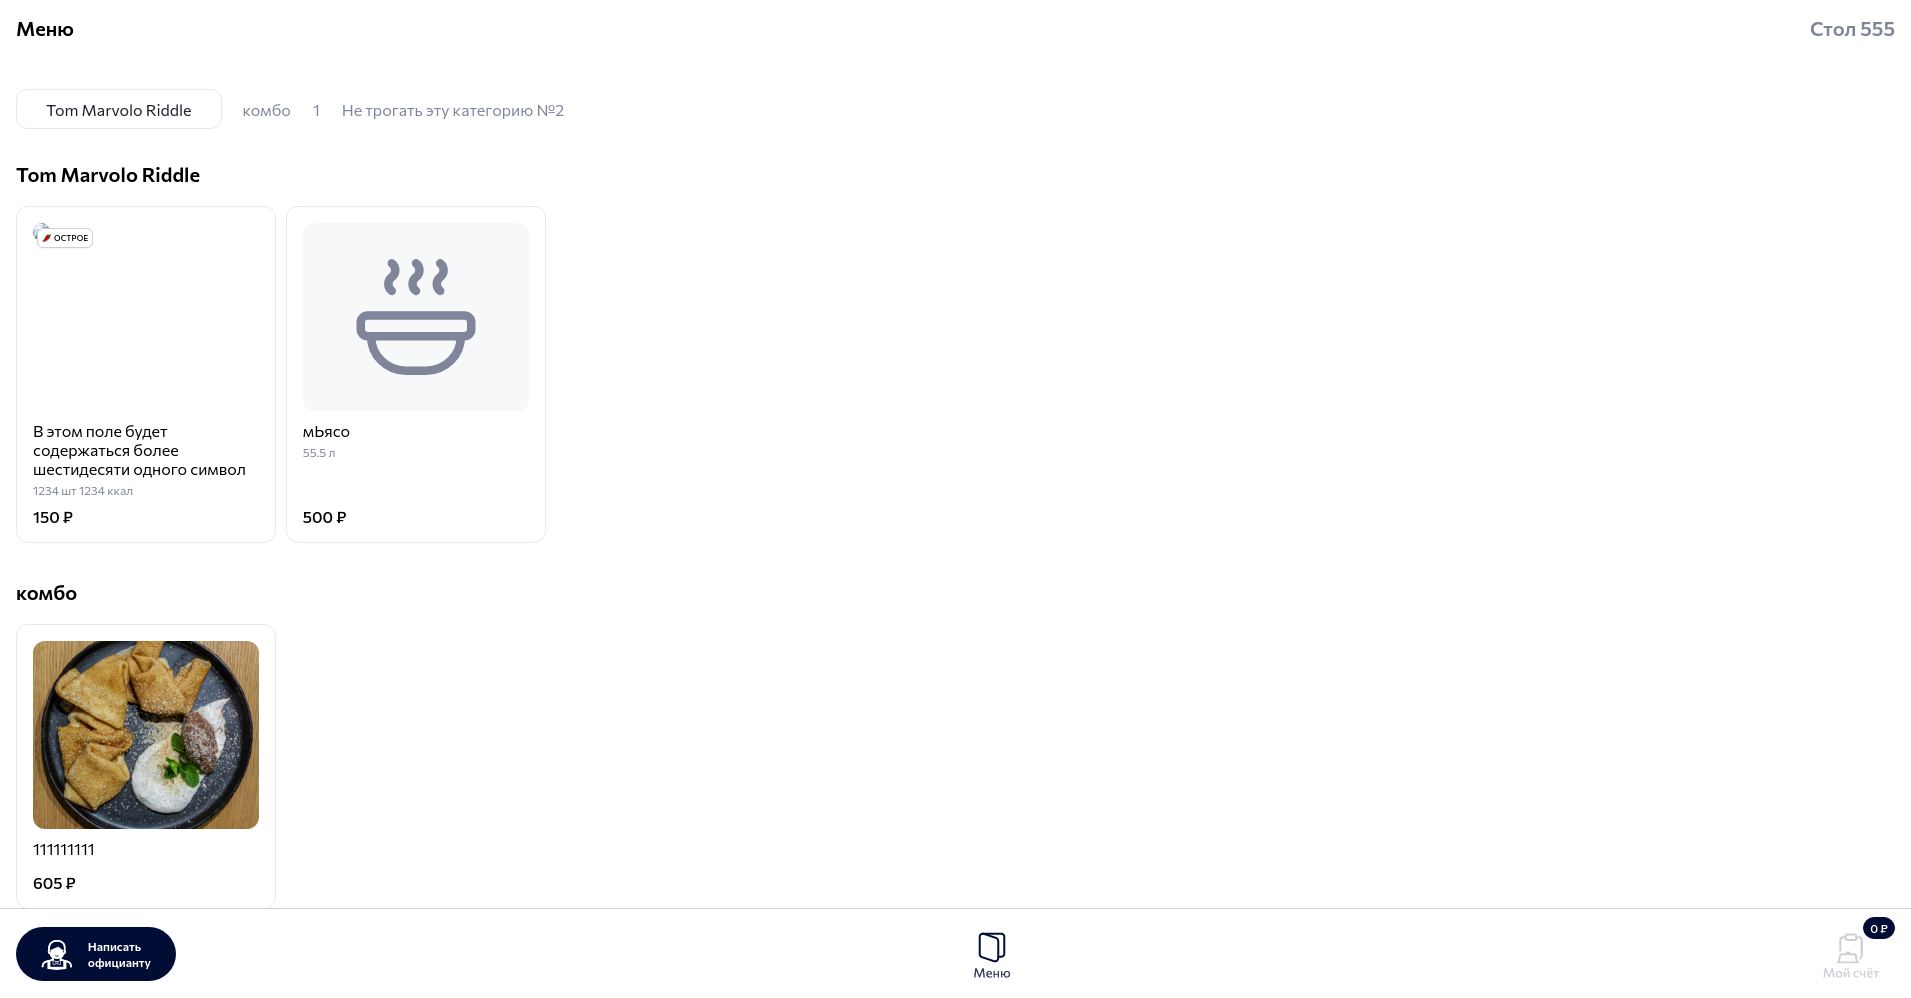 Меню
Стол 555
Tom Marvolo Riddle
комбо
1
Не трогать эту категорию №2
Tom Marvolo Riddle
ОСТРОЕ
В этом поле будет
содержаться более
шестидесяти одного символ
1234 шт 1234 ккал
150 ₽
мЬясо
55.5 л
500 ₽
комбо
111111111
605 ₽
Написать
официанту
Меню
0 ₽
Мой счёт